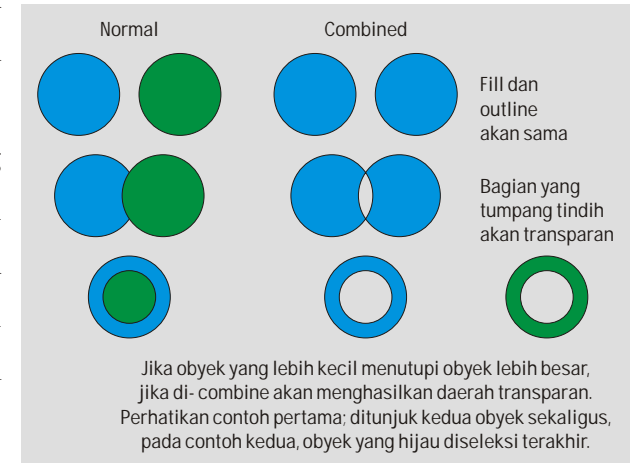 Normal
Combined
Fill dan
outline
akan sama
Bagian yang
tumpang tindih
akan transparan
Jika obyek yang lebih kecil menutupi obyek lebih besar,
jika di- combine akan menghasilkan daerah transparan.
Perhatikan contoh pertama; ditunjuk kedua obyek sekaligus,
pada contoh kedua, obyek yang hijau diseleksi terakhir.